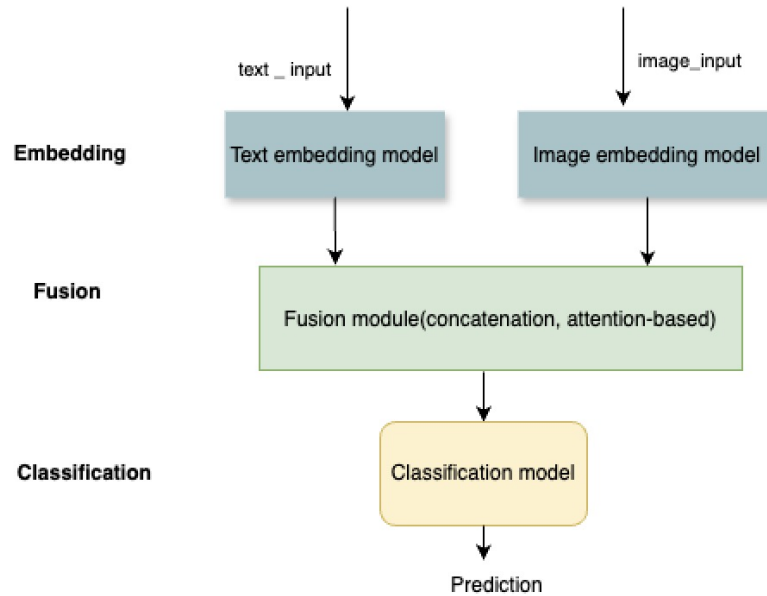 text _ input
image_input
Embedding
Text embedding model
Image embedding model
Fusion
Fusion module(concatenation, attention-based)
Classification
Classification model
Prediction